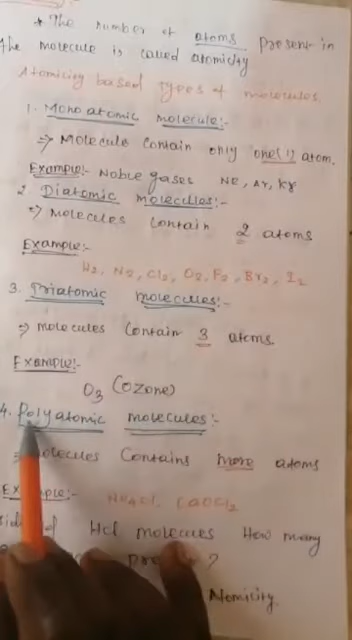 * The number of atoms present in
the molecule is called atomicity
Atomicity based Types of molecules
1. Mono atomic molecule:-
⇒ Molecule contain only one(1) atom.
Example:- Noble gases Ne, Ar, Kr
2. Diatomic molecules:-
⇒ Molecules contain 2 atoms
Example:-
H2, N2, Cl2, O2, F2, Br2, I2
3. Triatomic molecules:-
⇒ molecules contain 3 atoms.
Example:-
O3 (Ozone)
4. Polyatomic molecules:-
molecules contains more atoms
NH4Cl, CaOCl2
Hcl molecules How many
Atomicity.